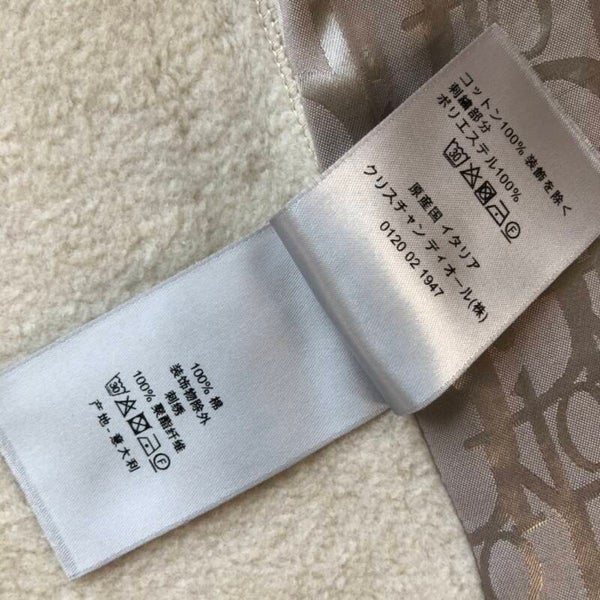 コットン100% 装飾を除く
刺繍部分
ポリエステル100%
30 F
原産国 イタリア
クリスチャン ディオール(株)
0120 02 1947
100% 棉
装饰物除外
刺绣
100% 聚酯纤维
30 F
产地 - 意大利